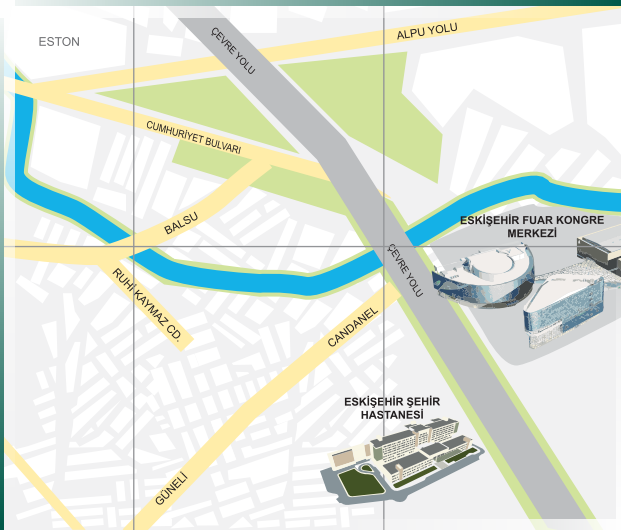 ESTON
ALPU YOLU
ÇEVRE YOLU
CUMHURİYET BULVARI
BALSU
ESKİŞEHİR FUAR KONGRE
MERKEZİ
ÇEVRE YOLU
RUHİ KAYMAZ CD.
CANDANEL
ESKİŞEHİR ŞEHİR
HASTANESİ
GÜNELİ